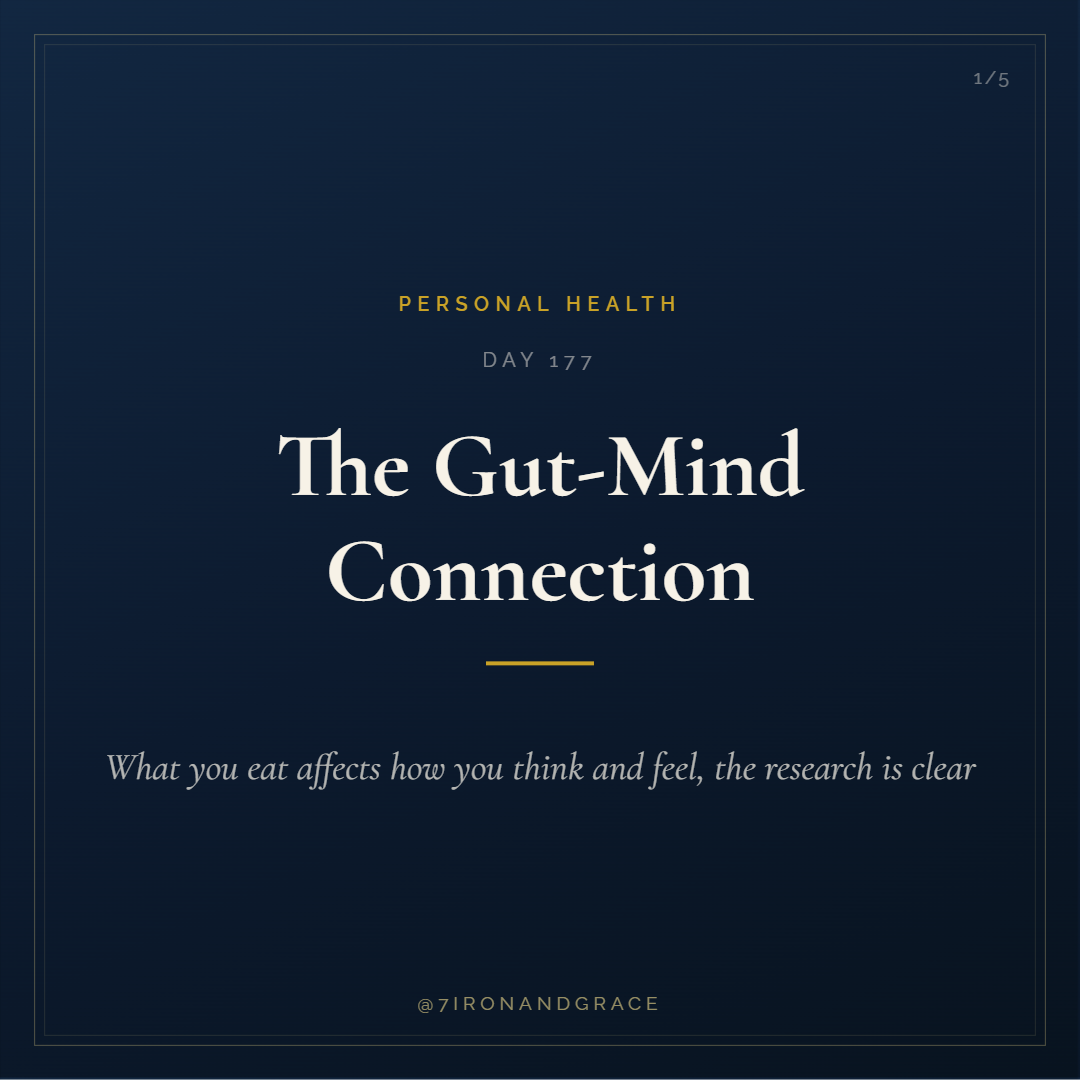 1/5
PERSONAL HEALTH
DAY 177
The Gut-Mind
Connection
What you eat affects how you think and feel, the research is clear
@7IRONANDGRACE